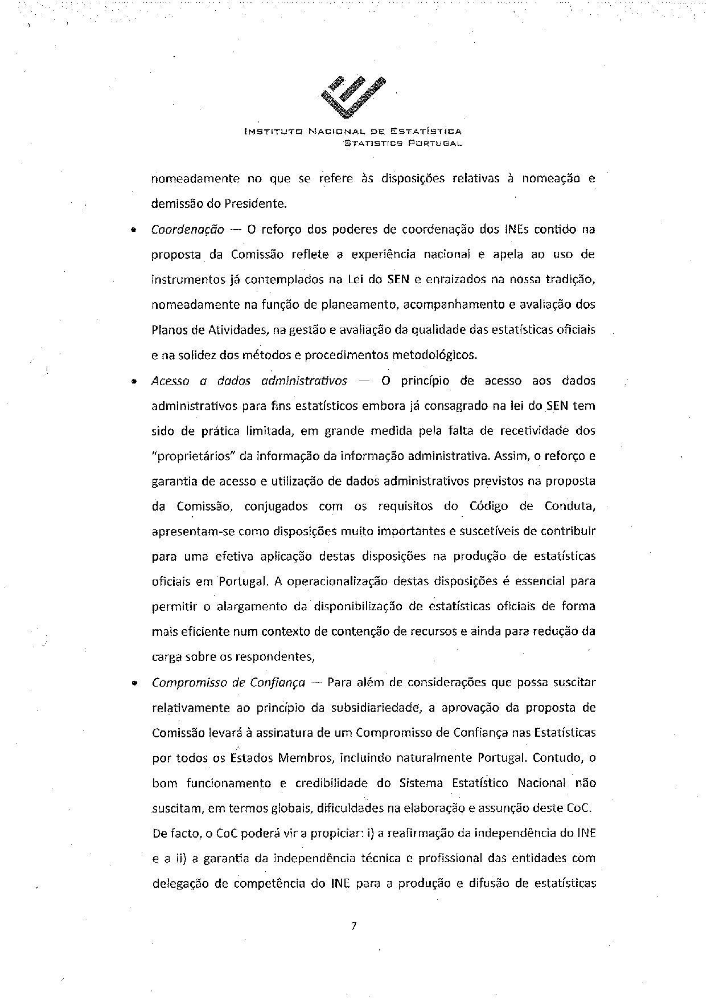 INSTITUTO NACIONAL DE ESTATÍSTICA
STATISTICS PORTUGAL
nomeadamente no que se refere às disposições relativas à nomeação e
demissão do Presidente.
• Coordenação — O reforço dos poderes de coordenação dos INEs contido na
proposta da Comissão reflete a experiência nacional e apela ao uso de
instrumentos já contemplados na Lei do SEN e enraizados na nossa tradição,
nomeadamente na função de planeamento, acompanhamento e avaliação dos
Planos de Atividades, na gestão e avaliação da qualidade das estatísticas oficiais
e na solidez dos métodos e procedimentos metodológicos.
• Acesso a dados administrativos — O princípio de acesso aos dados
administrativos para fins estatísticos embora já consagrado na lei do SEN tem
sido de prática limitada, em grande medida pela falta de recetividade dos
"proprietários" da informação da informação administrativa. Assim, o reforço e
garantia de acesso e utilização de dados administrativos previstos na proposta
da Comissão, conjugados com os requisitos do Código de Conduta,
apresentam-se como disposições muito importantes e suscetíveis de contribuir
para uma efetiva aplicação destas disposições na produção de estatísticas
oficiais em Portugal. A operacionalização destas disposições é essencial para
permitir o alargamento da disponibilização de estatísticas oficiais de forma
mais eficiente num contexto de contenção de recursos e ainda para redução da
carga sobre os respondentes,
• Compromisso de Confiança — Para além de considerações que possa suscitar
relativamente ao princípio da subsidiariedade, a aprovação da proposta de
Comissão levará à assinatura de um Compromisso de Confiança nas Estatísticas
por todos os Estados Membros, incluindo naturalmente Portugal. Contudo, o
bom funcionamento e credibilidade do Sistema Estatístico Nacional não
suscitam, em termos globais, dificuldades na elaboração e assunção deste CoC.
De facto, o CoC poderá vir a propiciar: i) a reafirmação da independência do INE
e a ii) a garantia da independência técnica e profissional das entidades com
delegação de competência do INE para a produção e difusão de estatísticas
7